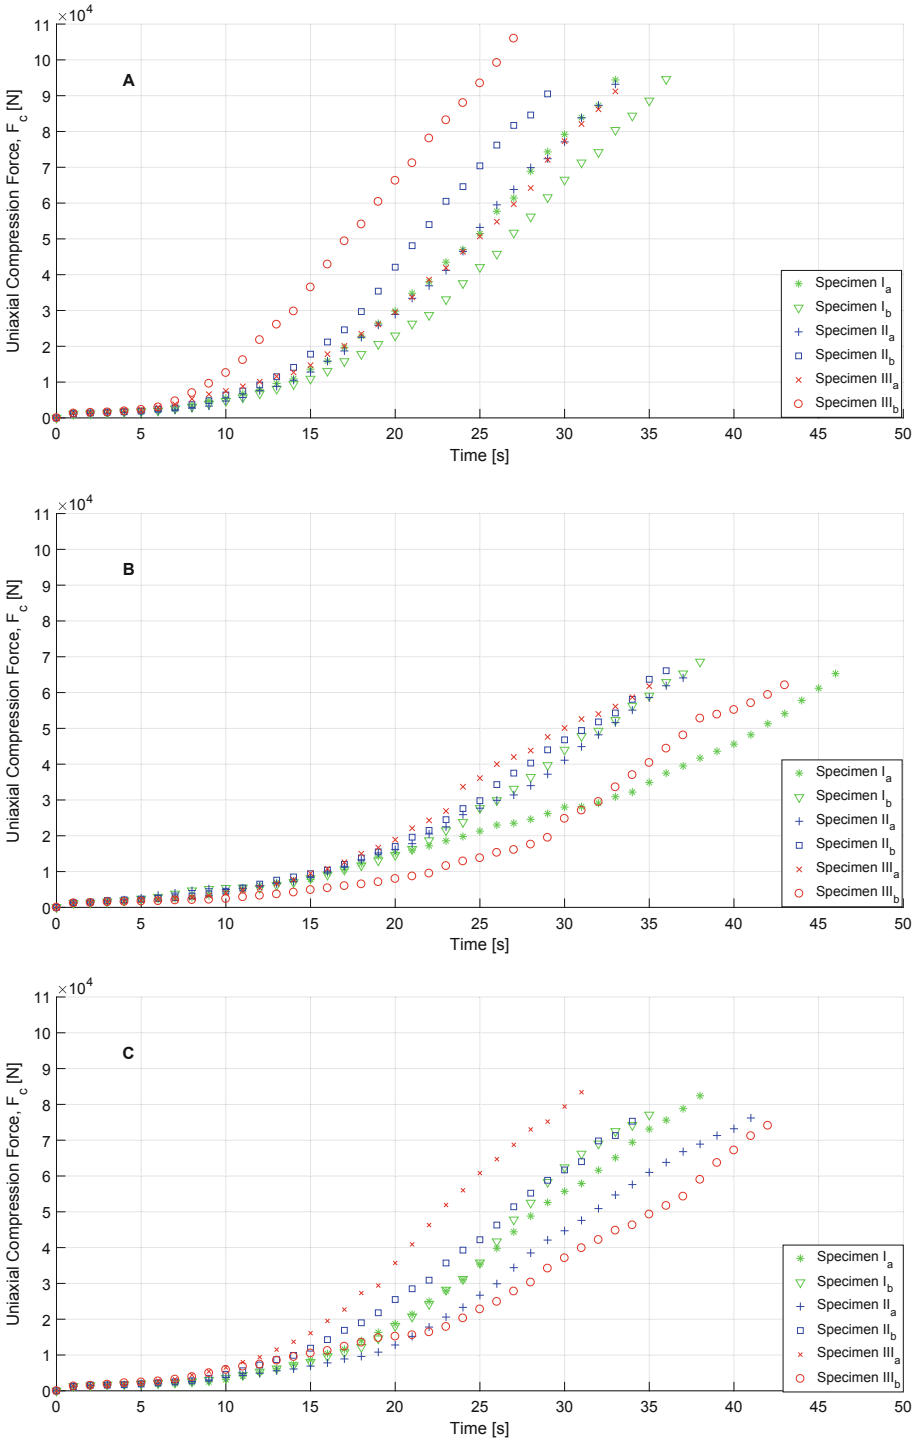 ×10⁴
11
10
9
8
7
6
5
4
3
2
1
0
Uniaxial Compression Force, F_c [N]
A
Specimen I_a
Specimen I_b
Specimen II_a
Specimen II_b
Specimen III_a
Specimen III_b
0 5 10 15 20 25 30 35 40 45 50
Time [s]
×10⁴
11
10
9
8
7
6
5
4
3
2
1
0
Uniaxial Compression Force, F_c [N]
B
Specimen I_a
Specimen I_b
Specimen II_a
Specimen II_b
Specimen III_a
Specimen III_b
0 5 10 15 20 25 30 35 40 45 50
Time [s]
×10⁴
11
10
9
8
7
6
5
4
3
2
1
0
Uniaxial Compression Force, F_c [N]
C
Specimen I_a
Specimen I_b
Specimen II_a
Specimen II_b
Specimen III_a
Specimen III_b
0 5 10 15 20 25 30 35 40 45 50
Time [s]